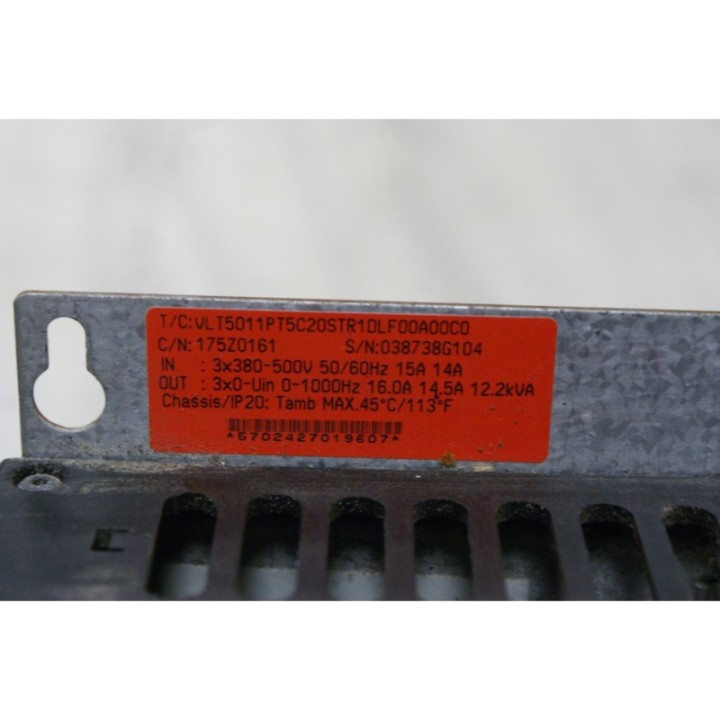 T/C:VLT5011PT5C20STR1DLF00A00C0
C/N:175Z0161 S/N:038738G104
IN : 3x380-500V 50/60Hz 15A 14A
OUT : 3x0-Uin 0-1000Hz 16.0A 14.5A 12.2kVA
Chassis/IP20: Tamb MAX.45°C/113°F
*5702427019607*